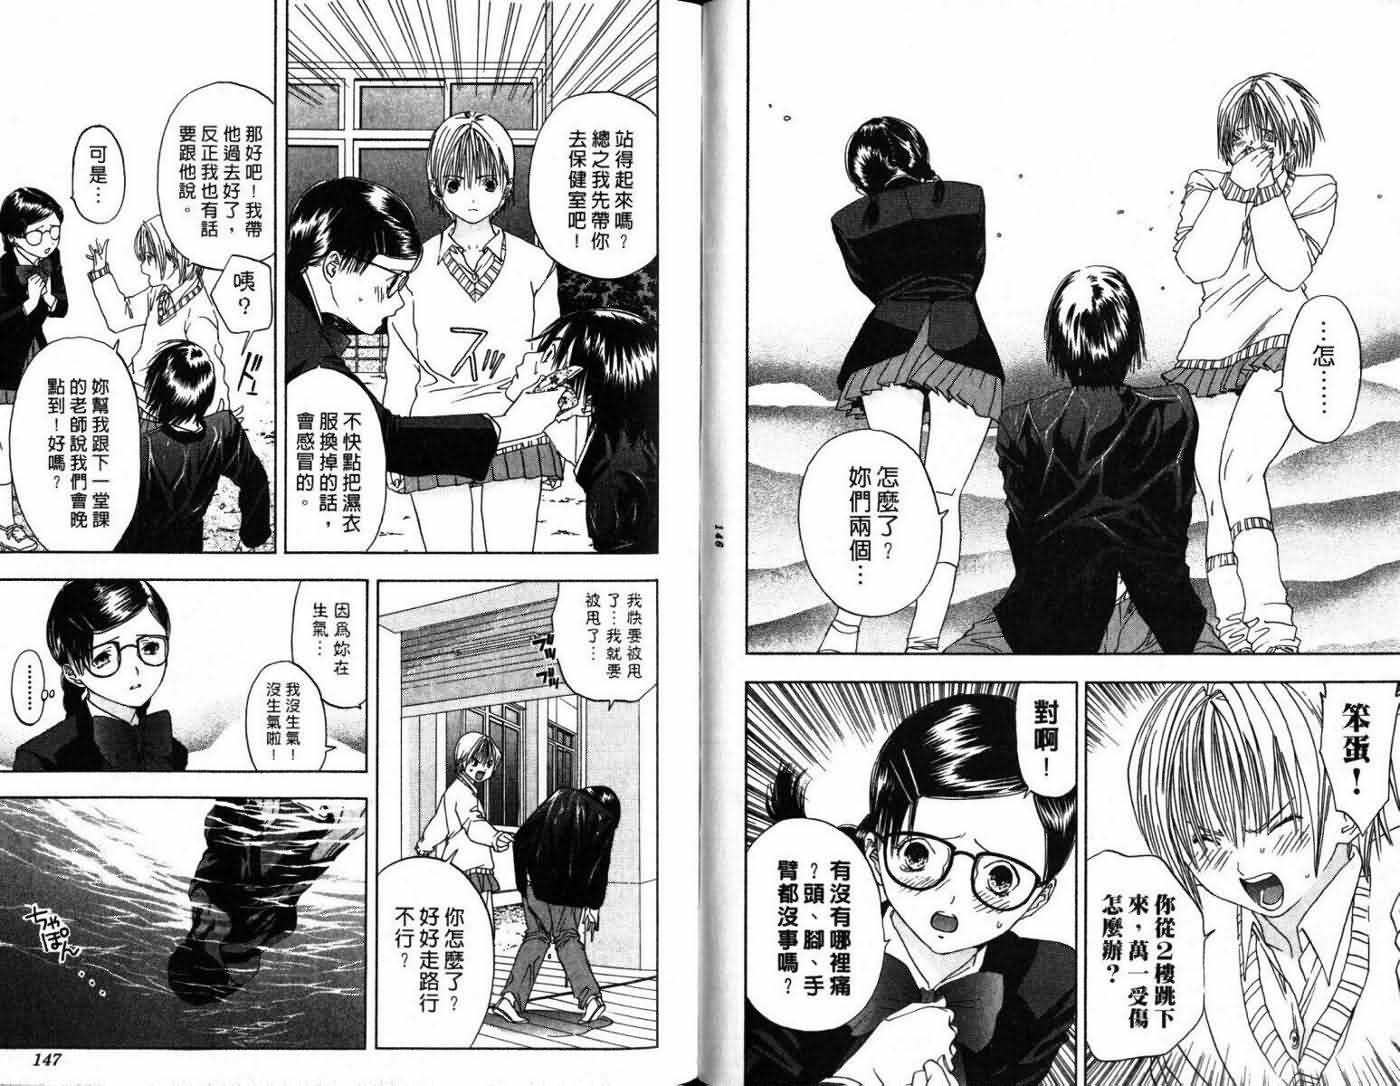 …怎……
怎麼了？
妳們兩個…
笨蛋！
你從2樓跳下
來，萬一受傷
怎麼辦？
對啊！
有沒有哪裡痛
？頭、腳、手
臂都沒事嗎？
146
站得起來嗎？
總之我先帶你
去保健室吧！
ス
不快點把濕衣
服換掉的話，
會感冒的。
那好吧！我帶
他過去好了，
反正我也有話
要跟他說。
可是…
咦？
妳幫我跟下一堂課
的老師說我們會晚
點到！好嗎？
我快要被甩
了…我就要
被甩了…
你怎麼了？
好好走路行
不行？
因為妳在
生氣…
我沒生氣！
沒生氣啦！
………
ちゃぽん…
147